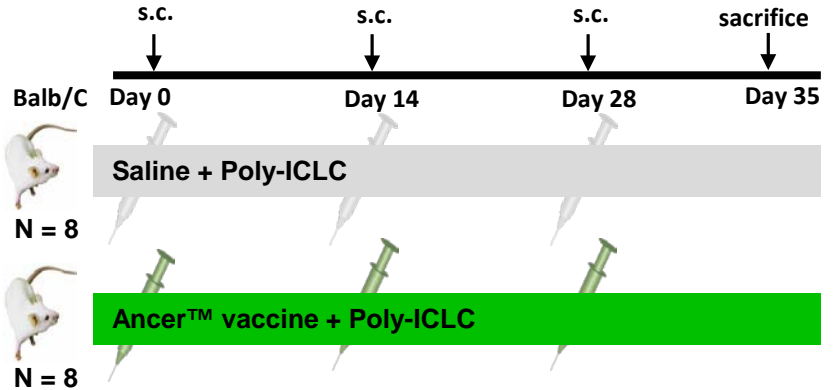 s.c. s.c. s.c. sacrifice
Balb/C Day 0 Day 14 Day 28 Day 35
Saline + Poly-ICLC
N = 8
Ancer™ vaccine + Poly-ICLC
N = 8